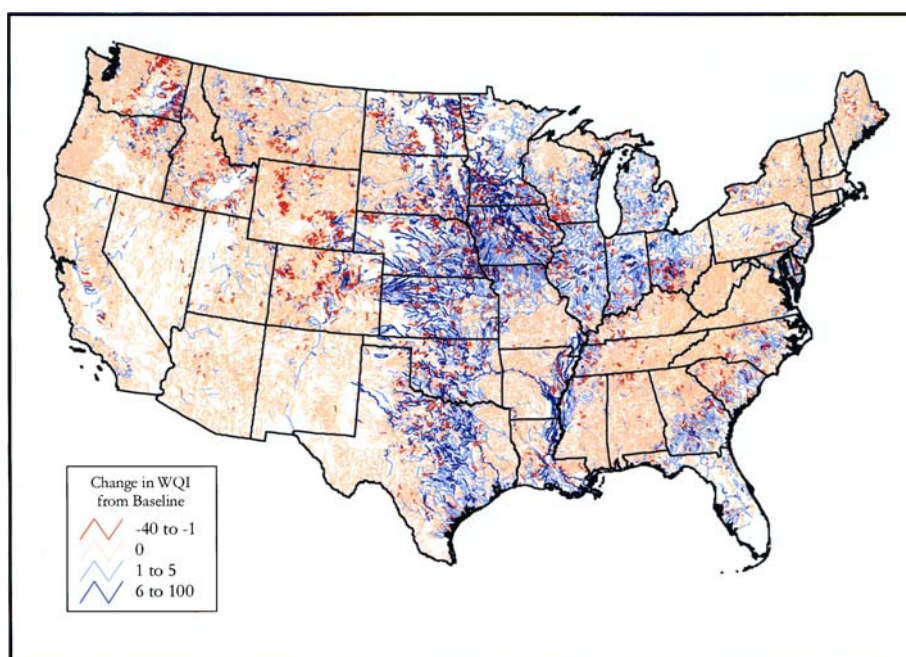 Change in WQI
from Baseline
-40 to -1
0
1 to 5
6 to 100